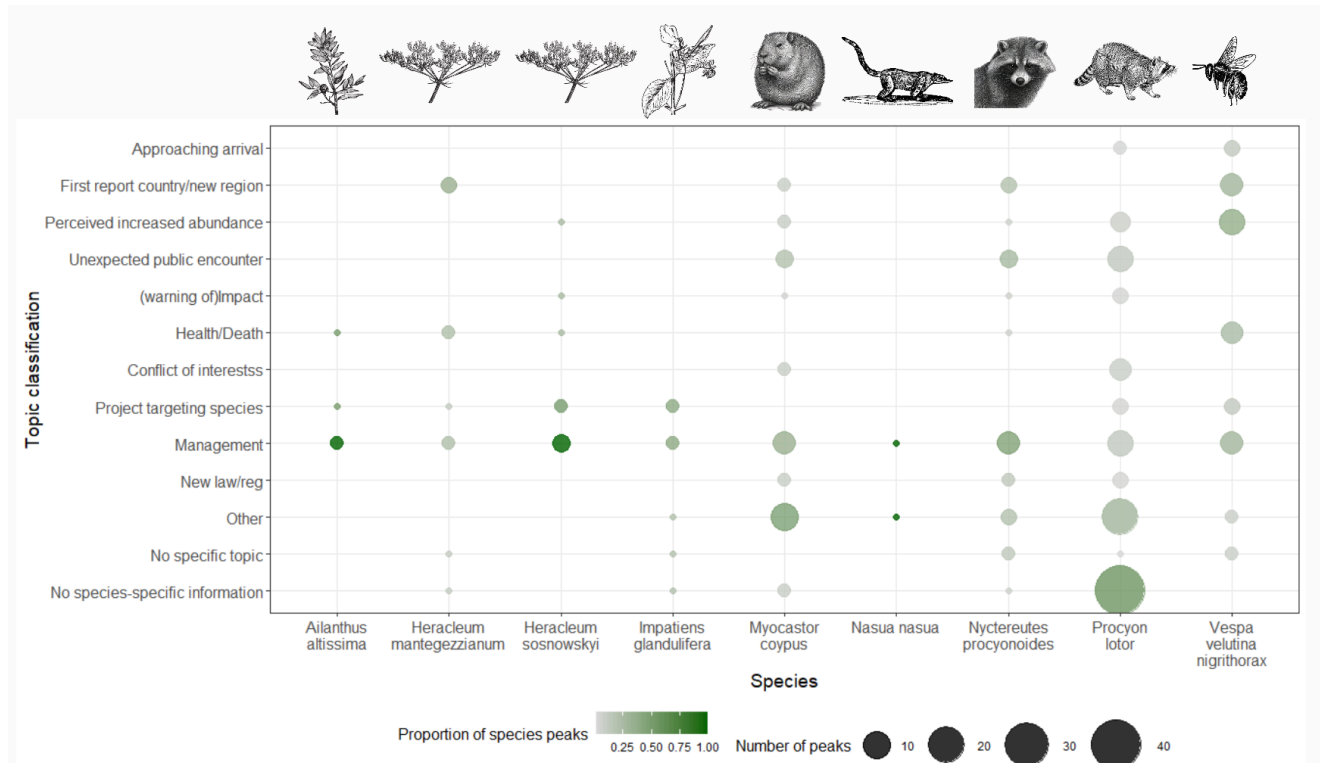 Approaching arrival
First report country/new region
Perceived increased abundance
Unexpected public encounter
(warning of)Impact
Health/Death
Conflict of interestss
Project targeting species
Management
New law/reg
Other
No specific topic
No species-specific information
Topic classification
Ailanthus
altissima
Heracleum
mantegezzianum
Heracleum
sosnowskyi
Impatiens
glandulifera
Myocastor
coypus
Nasua nasua
Nyctereutes
procyonoides
Procyon
lotor
Vespa
velutina
nigrithorax
Species
Proportion of species peaks
0.25 0.50 0.75 1.00
Number of peaks 10 20 30 40